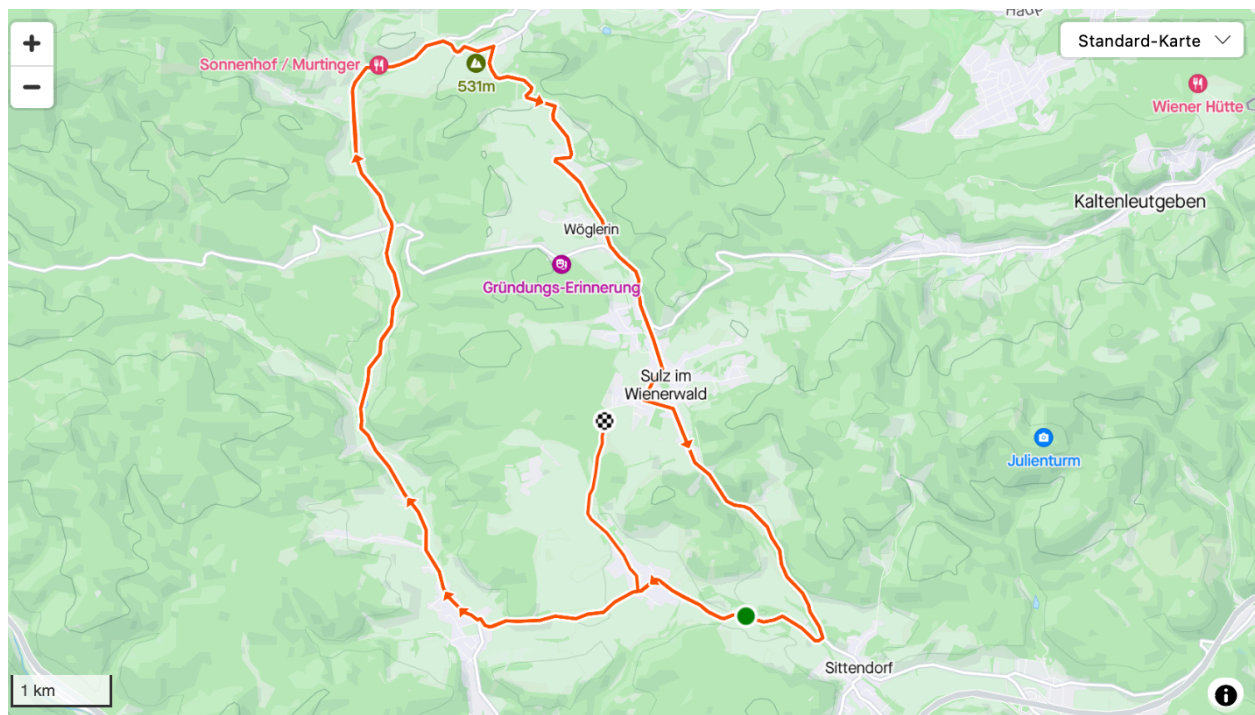 +
Standard-Karte
Sonnenhof / Murtinger
531m
Wiener Hütte
Kaltenleutgeben
Wöglerin
Gründungs-Erinnerung
Sulz im
Wienerwald
Julienturm
Sittendorf
1 km